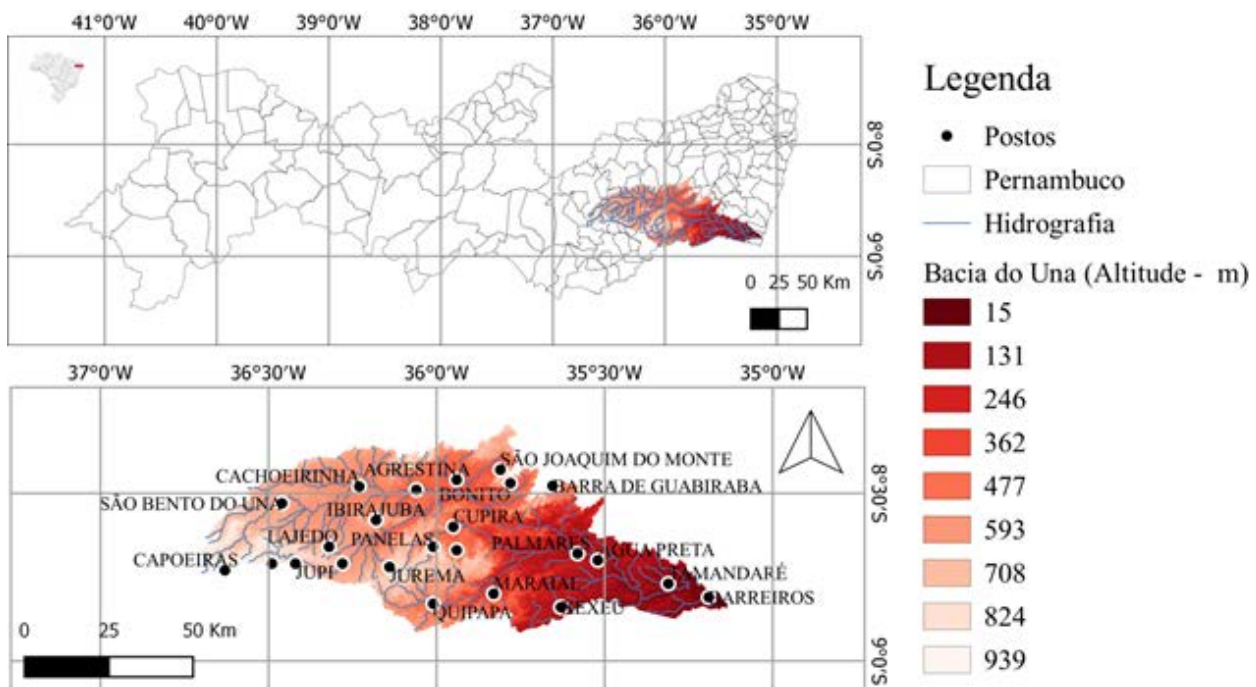 41°0'W 40°0'W 39°0'W 38°0'W 37°0'W 36°0'W 35°0'W
8°0'S
9°0'S
0 25 50 Km
37°0'W 36°30'W 36°0'W 35°30'W 35°0'W
SÃO JOAQUIM DO MONTE
CACHOEIRINHA AGRESTINA
BONITO BARRA DE GUABIRABA
SÃO BENTO DO UNA
IBIRAJUBA CUPIRA
LAJEDO PANELAS PALMARES ÁGUA PRETA
CAPOEIRAS JUPI JUREMA
TAMANDARÉ
MARAIAL BARREIROS
QUIPAPÁ XEXEU
8°30'S
9°0'S
0 25 50 Km
Legenda
Postos
Pernambuco
Hidrografia
Bacia do Una (Altitude - m)
15
131
246
362
477
593
708
824
939